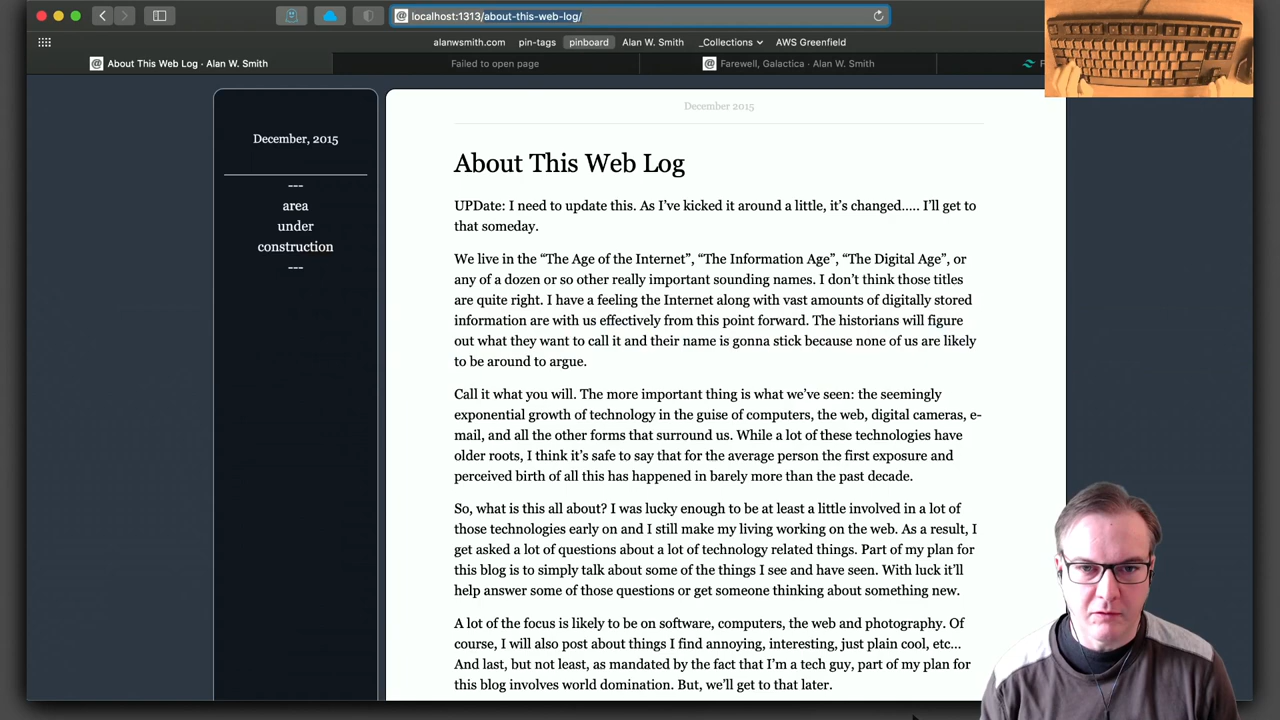 localhost:1313/about-this-web-log/
alanwsmith.com pin-tags pinboard Alan W. Smith _Collections AWS Greenfield
About This Web Log · Alan W. Smith Failed to open page Farewell, Galactica · Alan W. Smith
December 2015
December, 2015
---
area
under
construction
---
About This Web Log
UPDate: I need to update this. As I’ve kicked it around a little, it’s changed..... I’ll get to
that someday.
We live in the “The Age of the Internet”, “The Information Age”, “The Digital Age”, or
any of a dozen or so other really important sounding names. I don’t think those titles
are quite right. I have a feeling the Internet along with vast amounts of digitally stored
information are with us effectively from this point forward. The historians will figure
out what they want to call it and their name is gonna stick because none of us are likely
to be around to argue.
Call it what you will. The more important thing is what we’ve seen: the seemingly
exponential growth of technology in the guise of computers, the web, digital cameras, e-
mail, and all the other forms that surround us. While a lot of these technologies have
older roots, I think it’s safe to say that for the average person the first exposure and
perceived birth of all this has happened in barely more than the past decade.
So, what is this all about? I was lucky enough to be at least a little involved in a lot of
those technologies early on and I still make my living working on the web. As a result, I
get asked a lot of questions about a lot of technology related things. Part of my plan for
this blog is to simply talk about some of the things I see and have seen. With luck it’ll
help answer some of those questions or get someone thinking about something new.
A lot of the focus is likely to be on software, computers, the web and photography. Of
course, I will also post about things I find annoying, interesting, just plain cool, etc...
And last, but not least, as mandated by the fact that I’m a tech guy, part of my plan for
this blog involves world domination. But, we’ll get to that later.